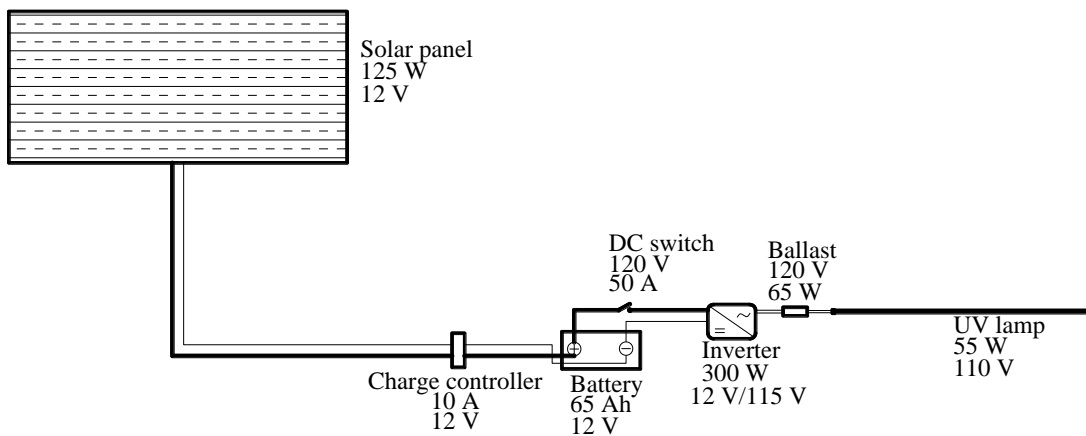 Solar panel
125 W
12 V
DC switch
120 V
50 A
Ballast
120 V
65 W
UV lamp
55 W
110 V
Inverter
300 W
12 V/115 V
Charge controller
10 A
12 V
Battery
65 Ah
12 V